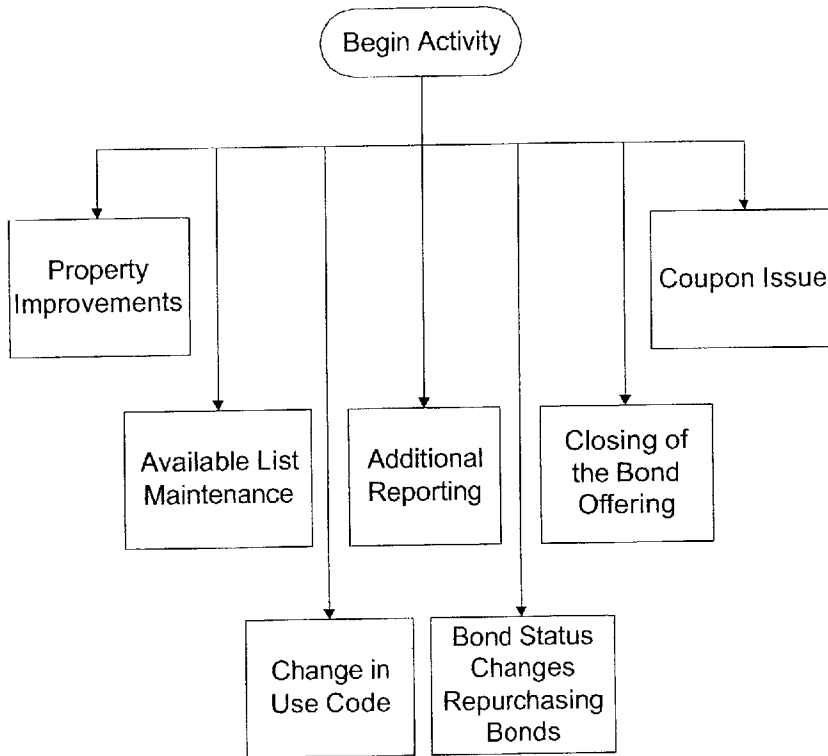 Begin Activity
Property
Improvements
Coupon Issue
Available List
Maintenance
Additional
Reporting
Closing of
the Bond
Offering
Change in
Use Code
Bond Status
Changes
Repurchasing
Bonds